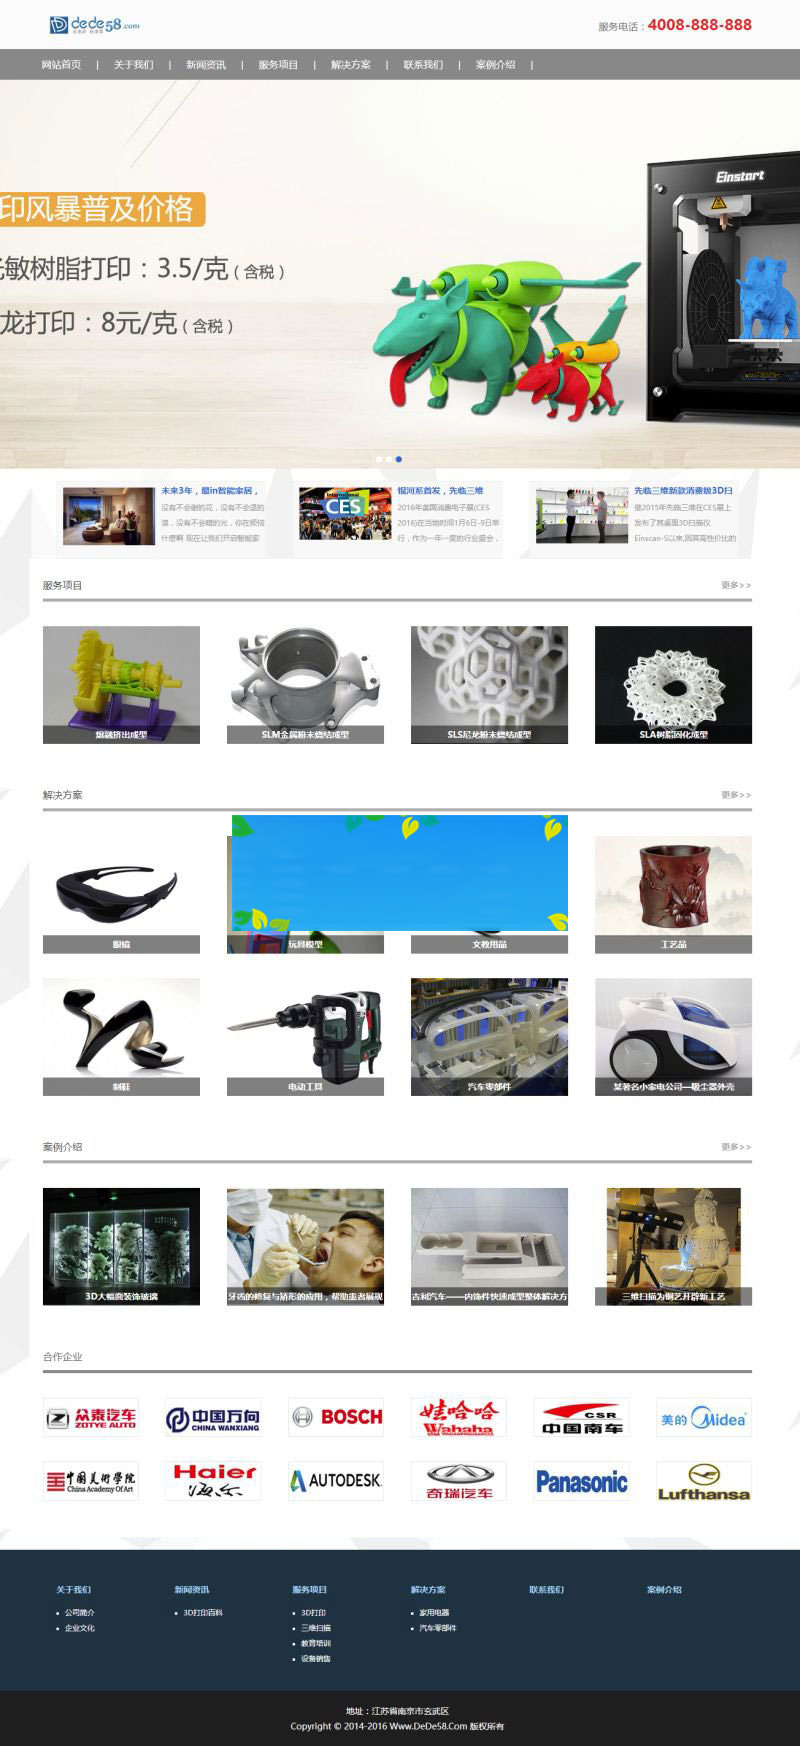 dede58.com
服务电话：4008-888-888
网站首页 | 关于我们 | 新闻资讯 | 服务项目 | 解决方案 | 联系我们 | 案例介绍 |
印风暴普及价格
光敏树脂打印：3.5/克（含税）
龙打印：8元/克（含税）
Einstart
未来3年，最in智能家居，
没有不会谢的花，没有不会退的
浪，没有不会暗的光，你在烦恼
什麽啊 现在让我们开启智能家
International
CES
银河系首发，先临三维
2016年美国消费电子展(CES
2016)在当地时间1月6日-9日举
行，作为一年一度的行业盛会，
先临三维新款消费级3D扫
继2015年先临三维在CES展上
发布了其桌面3D扫描仪
Einscan-S以来,因其高性价比的
服务项目 更多>>
熔融挤出成型
SLM金属粉末烧结成型
SLS尼龙粉末烧结成型
SLA树脂固化成型
解决方案 更多>>
眼镜
玩具模型
文教用品
工艺品
制鞋
电动工具
汽车零部件
某著名小家电公司—吸尘器外壳
案例介绍 更多>>
3D大幅面装饰玻璃
牙齿的修复与矫形的应用，帮助患者展现
吉利汽车——内饰件快速成型整体解决方
三维扫描为铜艺开辟新工艺
合作企业
众泰汽车
ZOTYE AUTO
中国万向
CHINA WANXIANG
BOSCH
娃哈哈
Wahaha
CSR
中国南车
美的 Midea
中国美術學院
China Academy Of Art
Haier
海尔
AUTODESK
奇瑞汽车
Panasonic
Lufthansa
关于我们
公司简介
企业文化
新闻资讯
3D打印百科
服务项目
3D打印
三维扫描
教育培训
设备销售
解决方案
家用电器
汽车零部件
联系我们
案例介绍
地址：江苏省南京市玄武区
Copyright © 2014-2016 Www.DeDe58.Com 版权所有